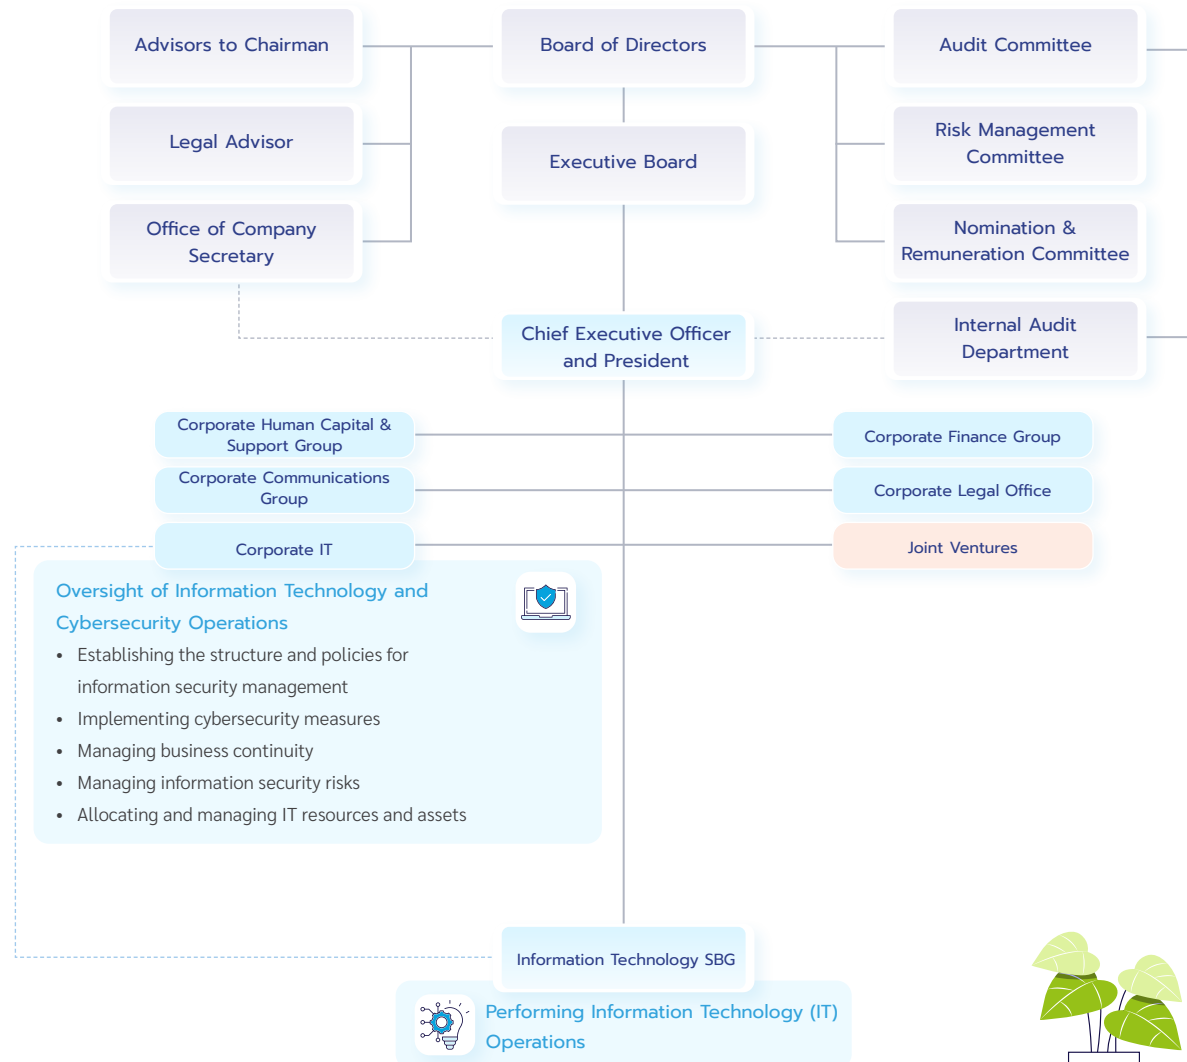 Advisors to Chairman
Board of Directors
Audit Committee
Legal Advisor
Executive Board
Risk Management
Committee
Office of Company
Secretary
Nomination &
Remuneration Committee
Chief Executive Officer
and President
Internal Audit
Department
Corporate Human Capital &
Support Group
Corporate Finance Group
Corporate Communications
Group
Corporate Legal Office
Corporate IT
Joint Ventures
Oversight of Information Technology and
Cybersecurity Operations
• Establishing the structure and policies for
information security management
• Implementing cybersecurity measures
• Managing business continuity
• Managing information security risks
• Allocating and managing IT resources and assets
Information Technology SBG
Performing Information Technology (IT)
Operations